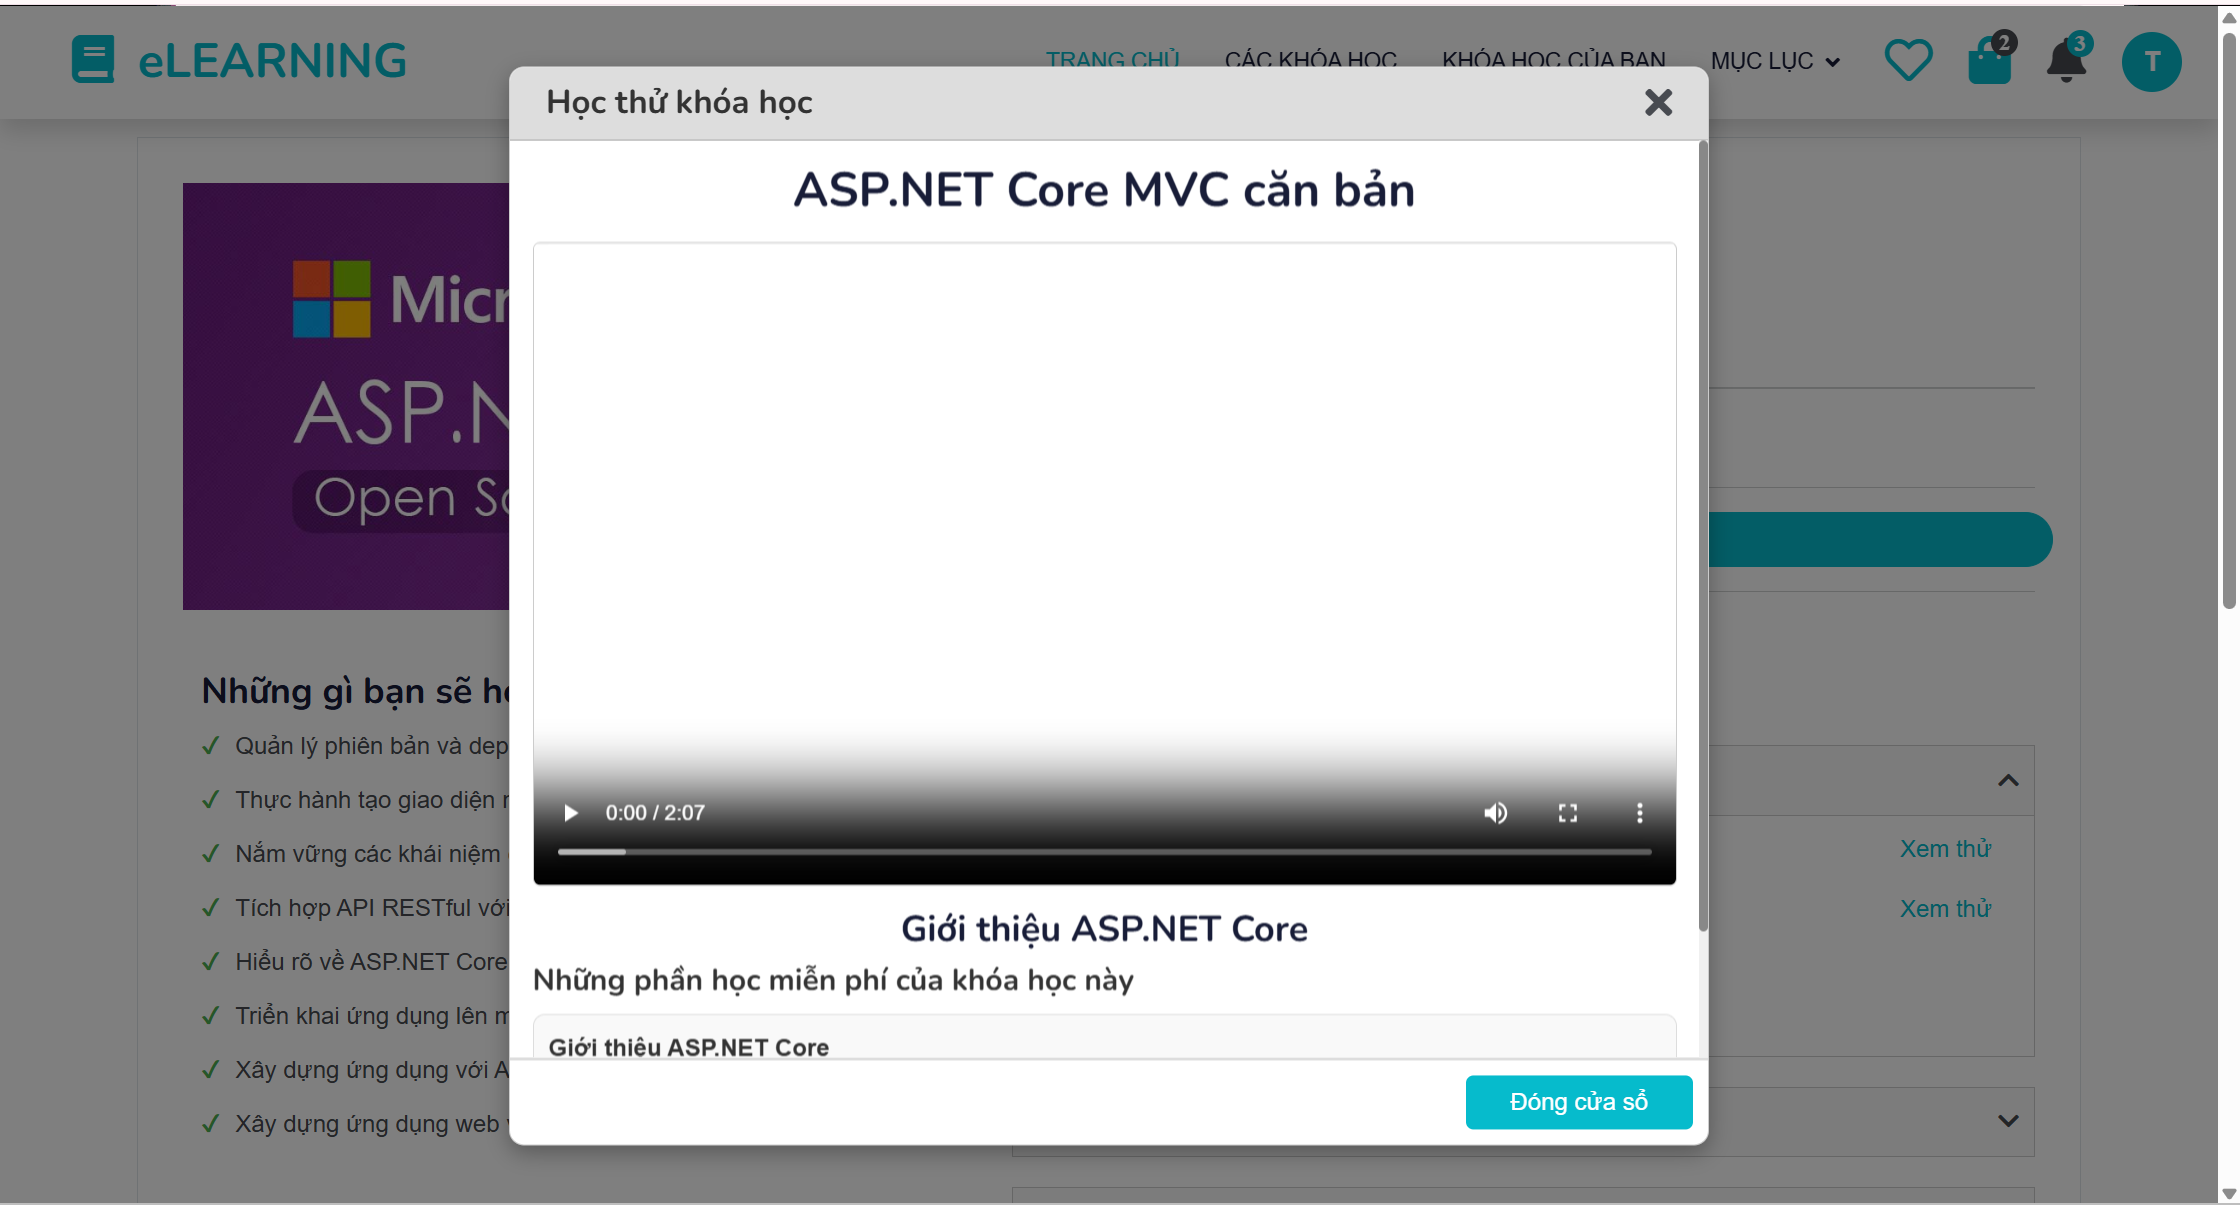 eLEARNING
TRANG CHỦ
CÁC KHÓA HỌC
KHÓA HỌC CỦA BẠN
MỤC LỤC
2
3
T
Học thử khóa học
ASP.NET Core MVC căn bản
Micr
ASP.N
Open So
0:00 / 2:07
Giới thiệu ASP.NET Core
Những phần học miễn phí của khóa học này
Giới thiệu ASP.NET Core
Đóng cửa sổ
Những gì bạn sẽ họ
Quản lý phiên bản và dep
Thực hành tạo giao diện
Nắm vững các khái niệm
Tích hợp API RESTful với
Hiểu rõ về ASP.NET Core
Triển khai ứng dụng lên m
Xây dựng ứng dụng với A
Xây dựng ứng dụng web
Xem thử
Xem thử